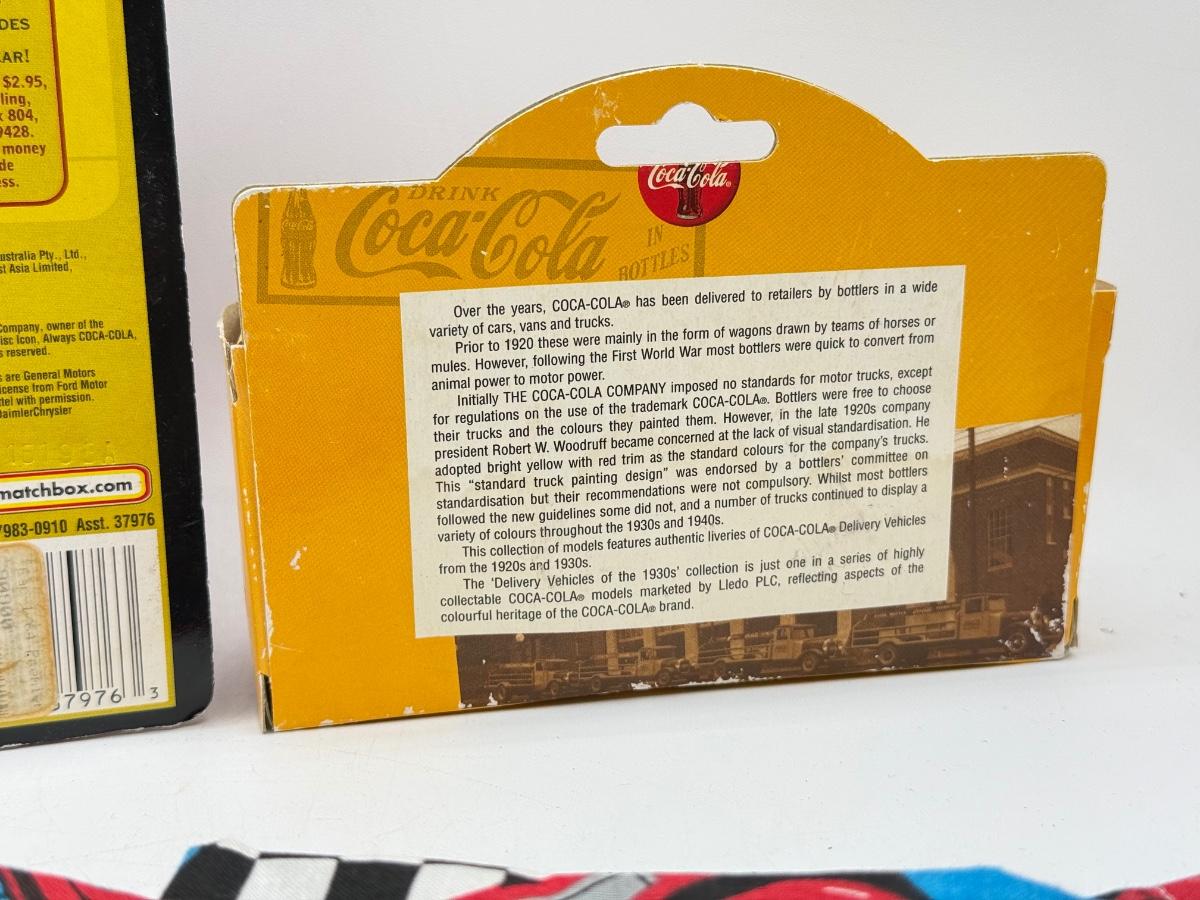 DES
AR!
$2.95,
ling,
804,
9428.
money
de
ess.
ustralia Pty., Ltd.,
st Asia Limited,
Company, owner of the
isc Icon, Always COCA-COLA,
s reserved.
s are General Motors
icense from Ford Motor
ttel with permission.
DaimlerChrysler
matchbox.com
7983-0910 Asst. 37976
37976 3
DRINK
Coca-Cola
IN
BOTTLES
Coca-Cola
Coca-Cola®
Over the years, COCA-COLA® has been delivered to retailers by bottlers in a wide
variety of cars, vans and trucks.
Prior to 1920 these were mainly in the form of wagons drawn by teams of horses or
mules. However, following the First World War most bottlers were quick to convert from
animal power to motor power.
Initially THE COCA-COLA COMPANY imposed no standards for motor trucks, except
for regulations on the use of the trademark COCA-COLA®. Bottlers were free to choose
their trucks and the colours they painted them. However, in the late 1920s company
president Robert W. Woodruff became concerned at the lack of visual standardisation. He
adopted bright yellow with red trim as the standard colours for the company's trucks.
This “standard truck painting design” was endorsed by a bottlers' committee on
standardisation but their recommendations were not compulsory. Whilst most bottlers
followed the new guidelines some did not, and a number of trucks continued to display a
variety of colours throughout the 1930s and 1940s.
This collection of models features authentic liveries of COCA-COLA® Delivery Vehicles
from the 1920s and 1930s.
The ‘Delivery Vehicles of the 1930s’ collection is just one in a series of highly
collectable COCA-COLA® models marketed by Lledo PLC, reflecting aspects of the
colourful heritage of the COCA-COLA® brand.